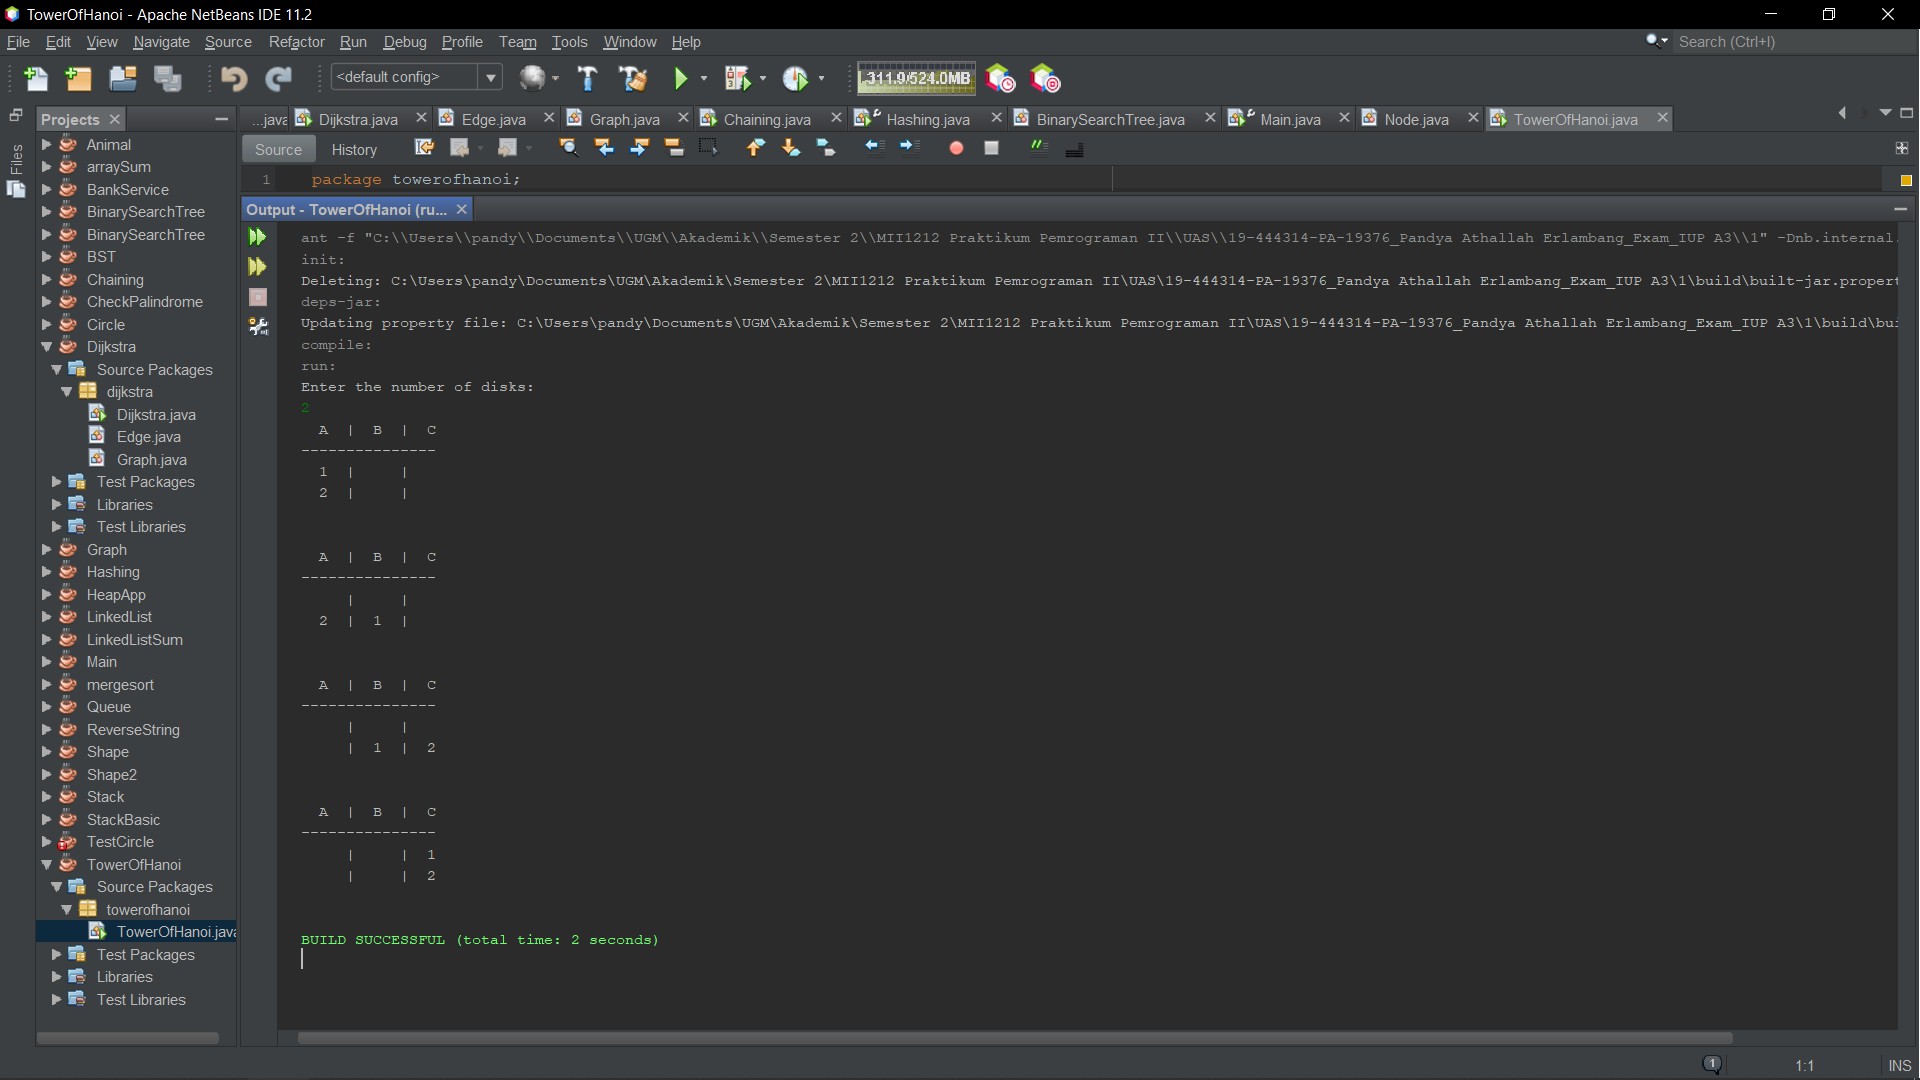 TowerOfHanoi - Apache NetBeans IDE 11.2
File Edit View Navigate Source Refactor Run Debug Profile Team Tools Window Help
Search (Ctrl+I)
<default config>
311.9/524.0MB
Files
Projects
...java Dijkstra.java Edge.java Graph.java Chaining.java Hashing.java BinarySearchTree.java Main.java Node.java TowerOfHanoi.java
Source History
1 package towerofhanoi;
Animal
arraySum
BankService
BinarySearchTree
BinarySearchTree
BST
Chaining
CheckPalindrome
Circle
Dijkstra
Source Packages
dijkstra
Dijkstra.java
Edge.java
Graph.java
Test Packages
Libraries
Test Libraries
Graph
Hashing
HeapApp
LinkedList
LinkedListSum
Main
mergesort
Queue
ReverseString
Shape
Shape2
Stack
StackBasic
TestCircle
TowerOfHanoi
Source Packages
towerofhanoi
TowerOfHanoi.java
Test Packages
Libraries
Test Libraries
Output - TowerOfHanoi (ru...
ant -f "C:\\Users\\pandy\\Documents\\UGM\\Akademik\\Semester 2\\MII1212 Praktikum Pemrograman II\\UAS\\19-444314-PA-19376_Pandya Athallah Erlambang_Exam_IUP A3\\1" -Dnb.internal.
init:
Deleting: C:\Users\pandy\Documents\UGM\Akademik\Semester 2\MII1212 Praktikum Pemrograman II\UAS\19-444314-PA-19376_Pandya Athallah Erlambang_Exam_IUP A3\1\build\built-jar.propert
deps-jar:
Updating property file: C:\Users\pandy\Documents\UGM\Akademik\Semester 2\MII1212 Praktikum Pemrograman II\UAS\19-444314-PA-19376_Pandya Athallah Erlambang_Exam_IUP A3\1\build\bui
compile:
run:
Enter the number of disks:
2
A | B | C
---------------
1 |   |
2 |   |
A | B | C
---------------
  |   |
2 | 1 |
A | B | C
---------------
  |   |
  | 1 | 2
A | B | C
---------------
  |   | 1
  |   | 2
BUILD SUCCESSFUL (total time: 2 seconds)
1 1:1 INS